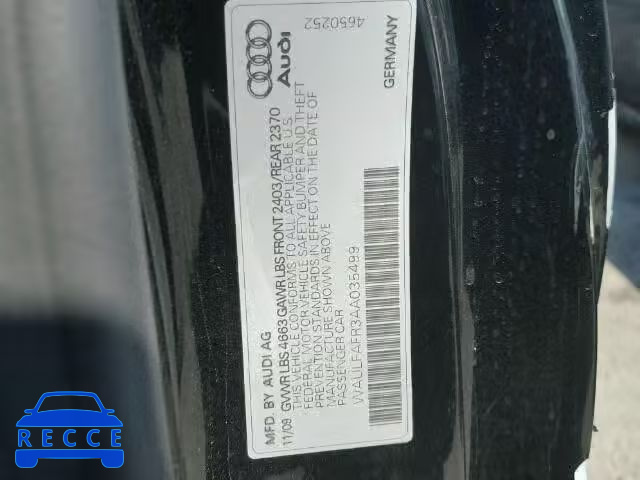 MFD. BY AUDI AG
11/09 GVWR LBS 4663 GAWR LBS FRONT 2403/REAR 2370
THIS VEHICLE CONFORMS TO ALL APPLICABLE U.S.
FEDERAL MOTOR VEHICLE SAFETY BUMPER AND THEFT
PREVENTION STANDARDS IN EFFECT ON THE DATE OF
MANUFACTURE SHOWN ABOVE
PASSENGER CAR
WAULFAFR3AA035499
Audi
4650252
GERMANY
RECCE